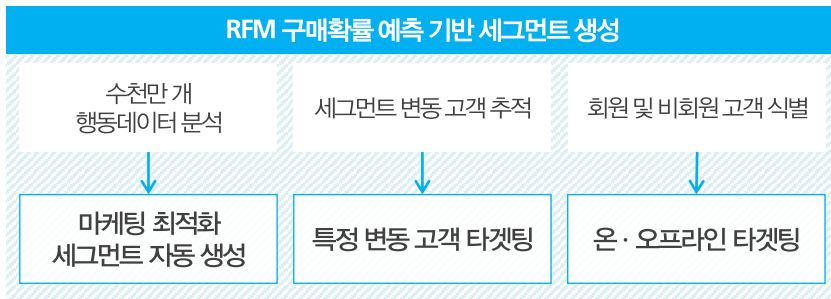 RFM 구매확률 예측 기반 세그먼트 생성
수천만 개
행동데이터 분석
세그먼트 변동 고객 추적
회원 및 비회원 고객 식별
마케팅 최적화
세그먼트 자동 생성
특정 변동 고객 타겟팅
온 · 오프라인 타겟팅